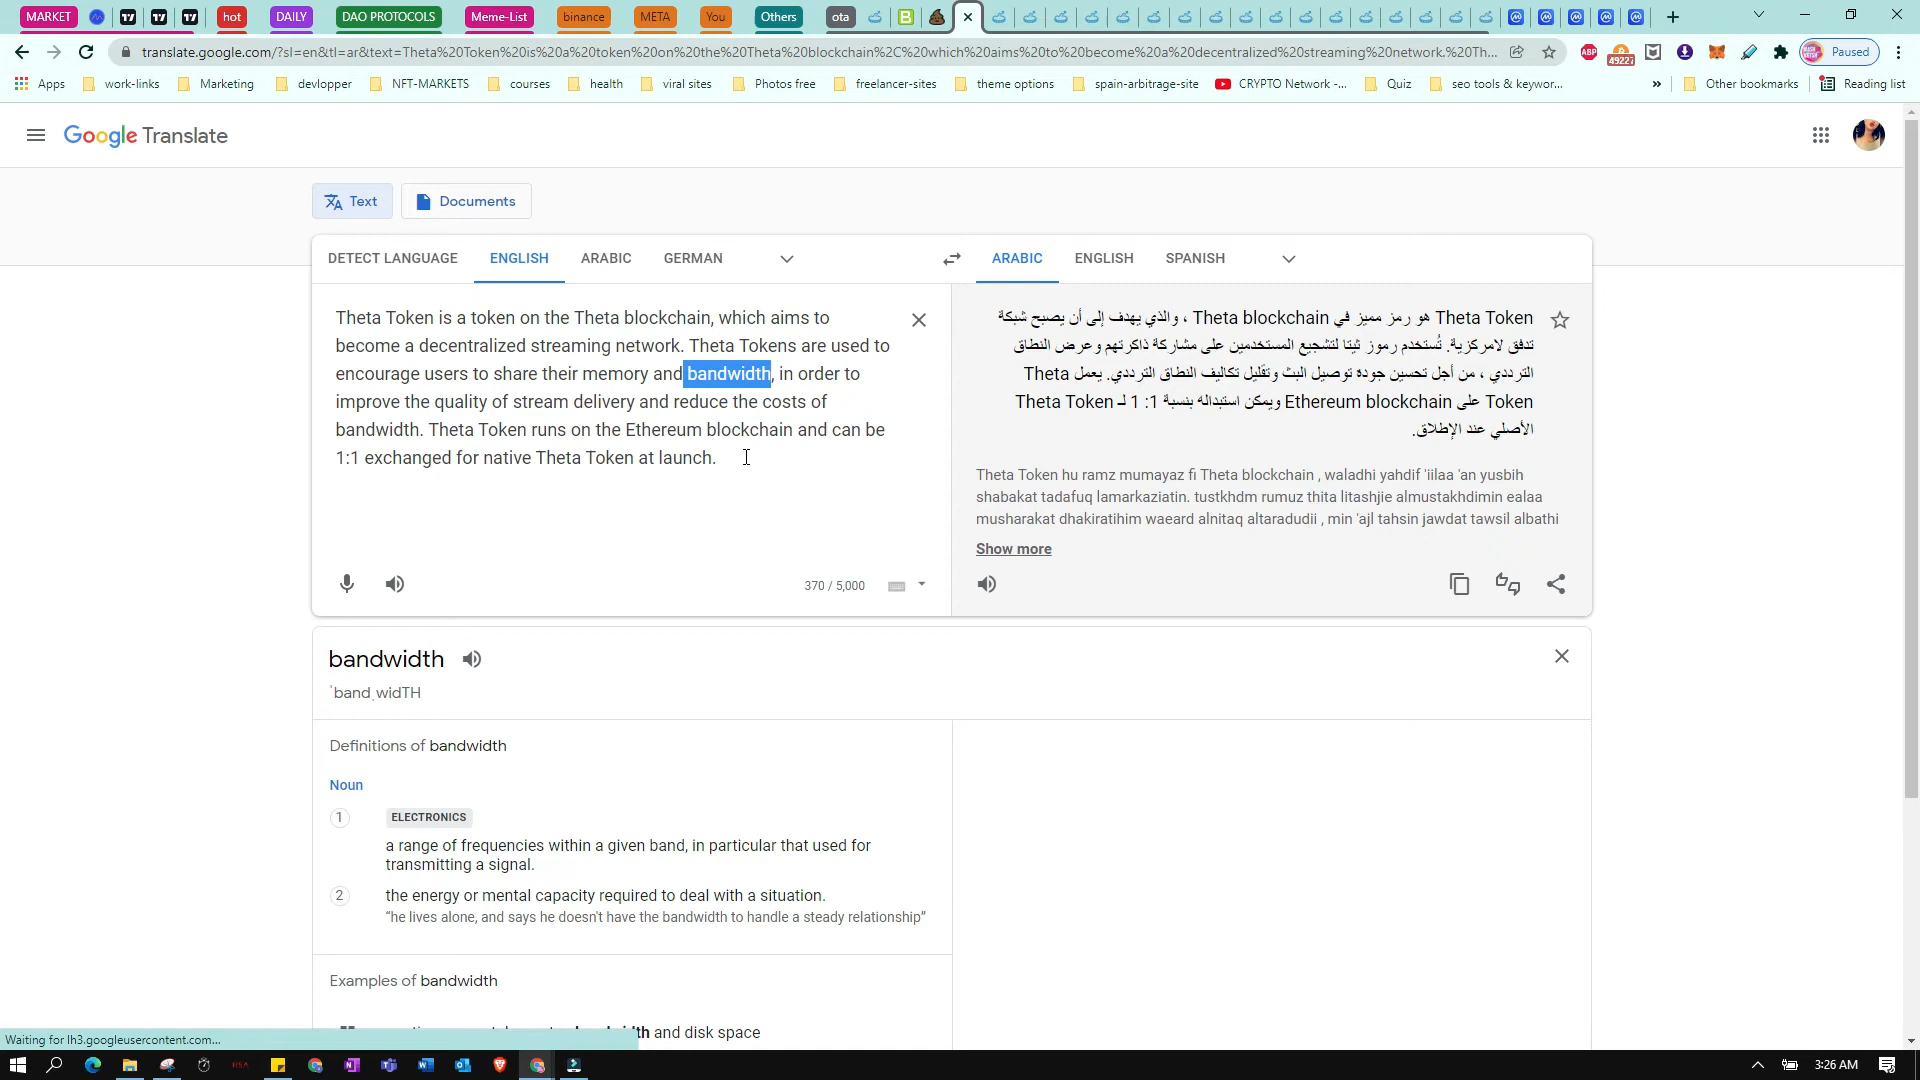 MARKET
hot
DAILY
DAO PROTOCOLS
Meme-List
binance
META
You
Others
ota
translate.google.com/?sl=en&tl=ar&text=Theta%20Token%20is%20a%20token%20on%20the%20Theta%20blockchain%2C%20which%20aims%20to%20become%20a%20decentralized%20streaming%20network.%20Th...
ABP
49227
Paused
Apps
work-links
Marketing
devlopper
NFT-MARKETS
courses
health
viral sites
Photos free
freelancer-sites
theme options
spain-arbitrage-site
CRYPTO Network -...
Quiz
seo tools & keywor...
»
Other bookmarks
Reading list
Google Translate
Text
Documents
DETECT LANGUAGE
ENGLISH
ARABIC
GERMAN
ARABIC
ENGLISH
SPANISH
Theta Token is a token on the Theta blockchain, which aims to
become a decentralized streaming network. Theta Tokens are used to
encourage users to share their memory and bandwidth, in order to
improve the quality of stream delivery and reduce the costs of
bandwidth. Theta Token runs on the Ethereum blockchain and can be
1:1 exchanged for native Theta Token at launch.
370 / 5,000
Theta Token هو رمز مميز في Theta blockchain ، والذي يهدف إلى أن يصبح شبكة
تدفق لامركزية. تُستخدم رموز ثيتا لتشجيع المستخدمين على مشاركة ذاكرتهم وعرض النطاق
الترددي ، من أجل تحسين جودة توصيل البث وتقليل تكاليف النطاق الترددي. يعمل Theta
Token على Ethereum blockchain ويمكن استبداله بنسبة 1: 1 لـ Theta Token
الأصلي عند الإطلاق.
Theta Token hu ramz mumayaz fi Theta blockchain , waladhi yahdif 'iilaa 'an yusbih
shabakat tadafuq lamarkaziatin. tustkhdm rumuz thita litashjie almustakhdimin ealaa
musharakat dhakiratihim waeard alnitaq altaradudii , min 'ajl tahsin jawdat tawsil albathi
Show more
bandwidth
ˈbandˌwidTH
Definitions of bandwidth
Noun
1
ELECTRONICS
a range of frequencies within a given band, in particular that used for
transmitting a signal.
2
the energy or mental capacity required to deal with a situation.
“he lives alone, and says he doesn't have the bandwidth to handle a steady relationship”
Examples of bandwidth
and disk space
Waiting for lh3.googleusercontent.com...
3:26 AM